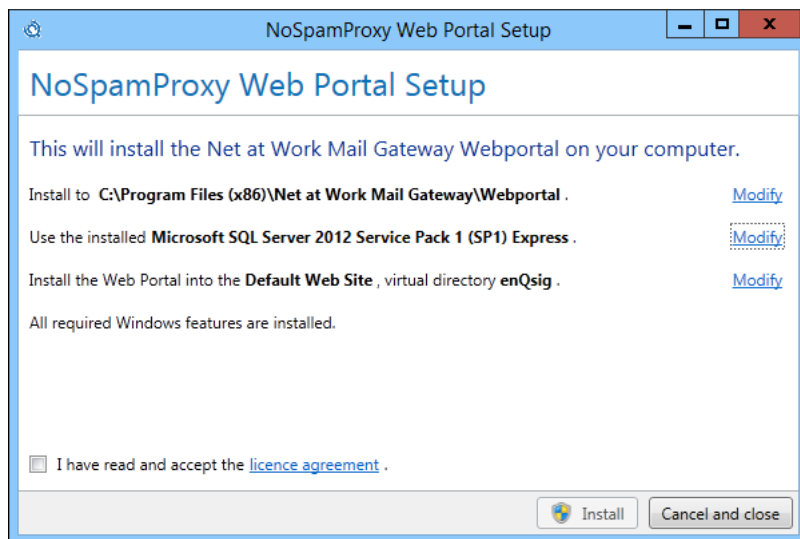 NoSpamProxy Web Portal Setup
NoSpamProxy Web Portal Setup
This will install the Net at Work Mail Gateway Webportal on your computer.
Install to C:\Program Files (x86)\Net at Work Mail Gateway\Webportal . Modify
Use the installed Microsoft SQL Server 2012 Service Pack 1 (SP1) Express . Modify
Install the Web Portal into the Default Web Site , virtual directory enQsig . Modify
All required Windows features are installed.
I have read and accept the licence agreement .
Install Cancel and close